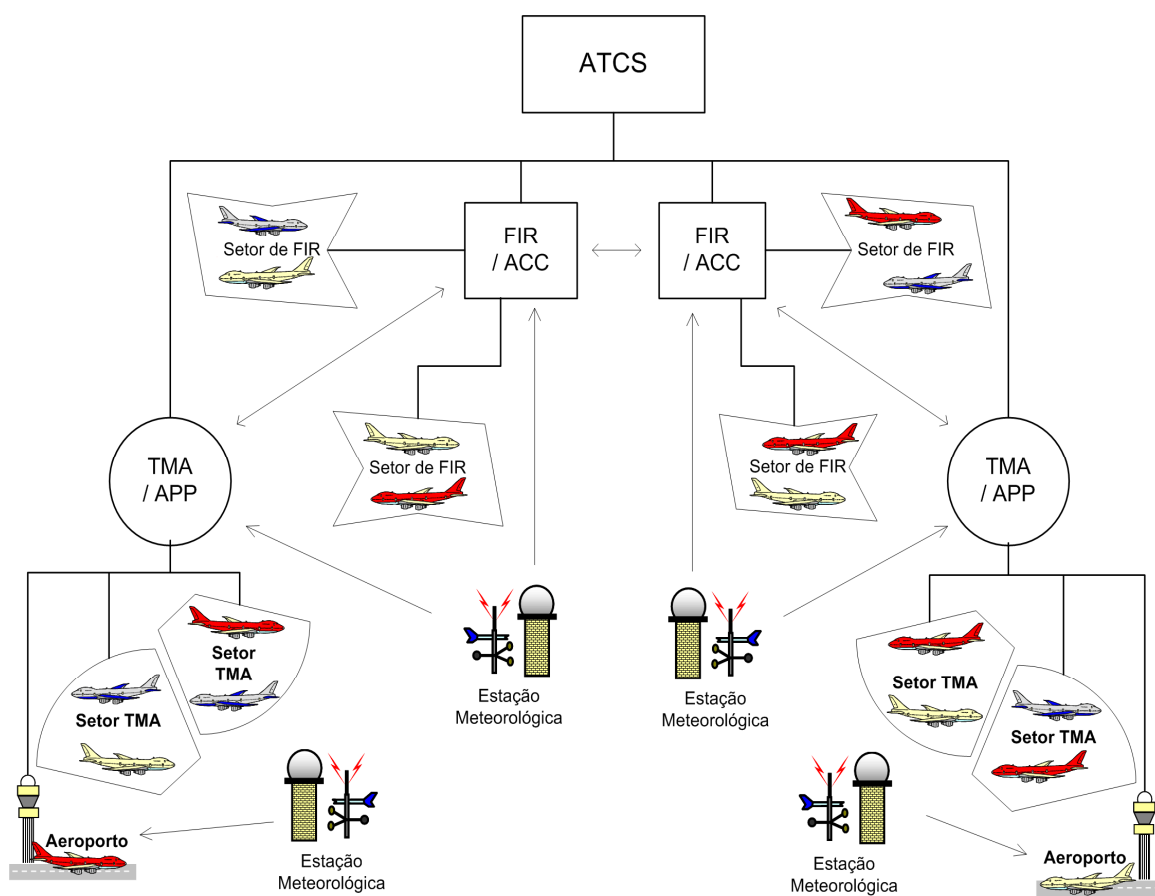 ATCS
FIR
/ ACC
FIR
/ ACC
Setor de FIR
Setor de FIR
Setor de FIR
Setor de FIR
TMA
/ APP
TMA
/ APP
Setor
TMA
Setor TMA
Setor TMA
Setor TMA
Estação
Meteorológica
Estação
Meteorológica
Aeroporto
Estação
Meteorológica
Estação
Meteorológica
Aeroporto